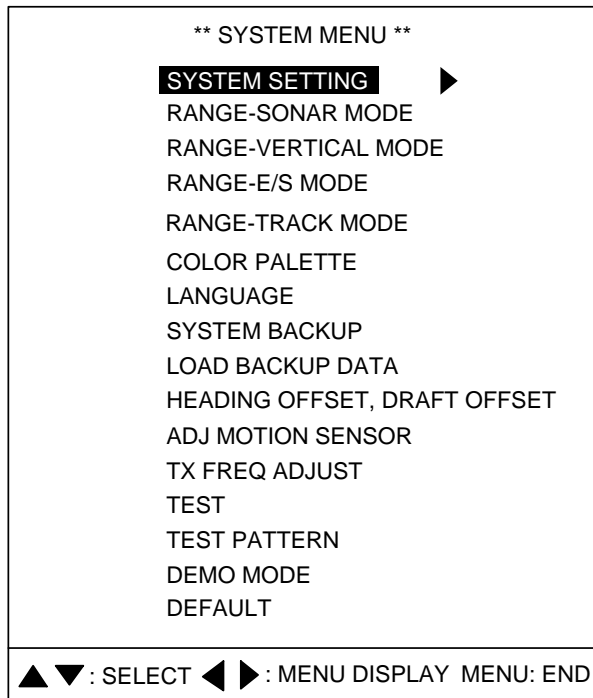 ** SYSTEM MENU **
SYSTEM SETTING ▶
RANGE-SONAR MODE
RANGE-VERTICAL MODE
RANGE-E/S MODE
RANGE-TRACK MODE
COLOR PALETTE
LANGUAGE
SYSTEM BACKUP
LOAD BACKUP DATA
HEADING OFFSET, DRAFT OFFSET
ADJ MOTION SENSOR
TX FREQ ADJUST
TEST
TEST PATTERN
DEMO MODE
DEFAULT
▲ ▼ : SELECT ◀ ▶ : MENU DISPLAY MENU: END